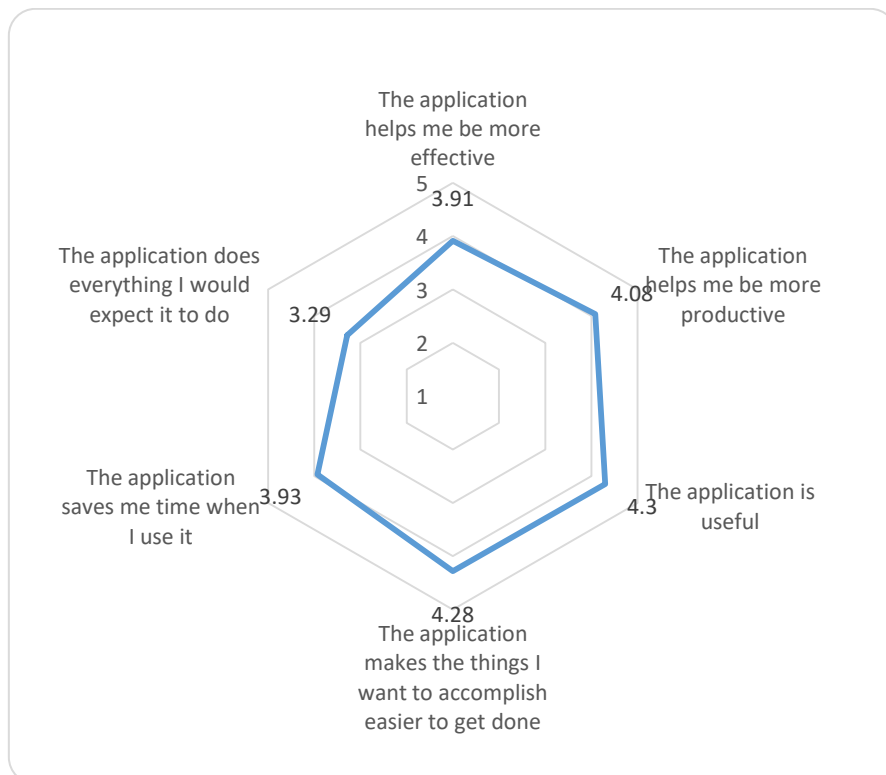 The application
helps me be more
effective
5
3.91
4
3
2
1
The application
helps me be more
productive
4.08
The application is
useful
4.3
4.28
The application
makes the things I
want to accomplish
easier to get done
The application
saves me time when
I use it
3.93
The application does
everything I would
expect it to do
3.29